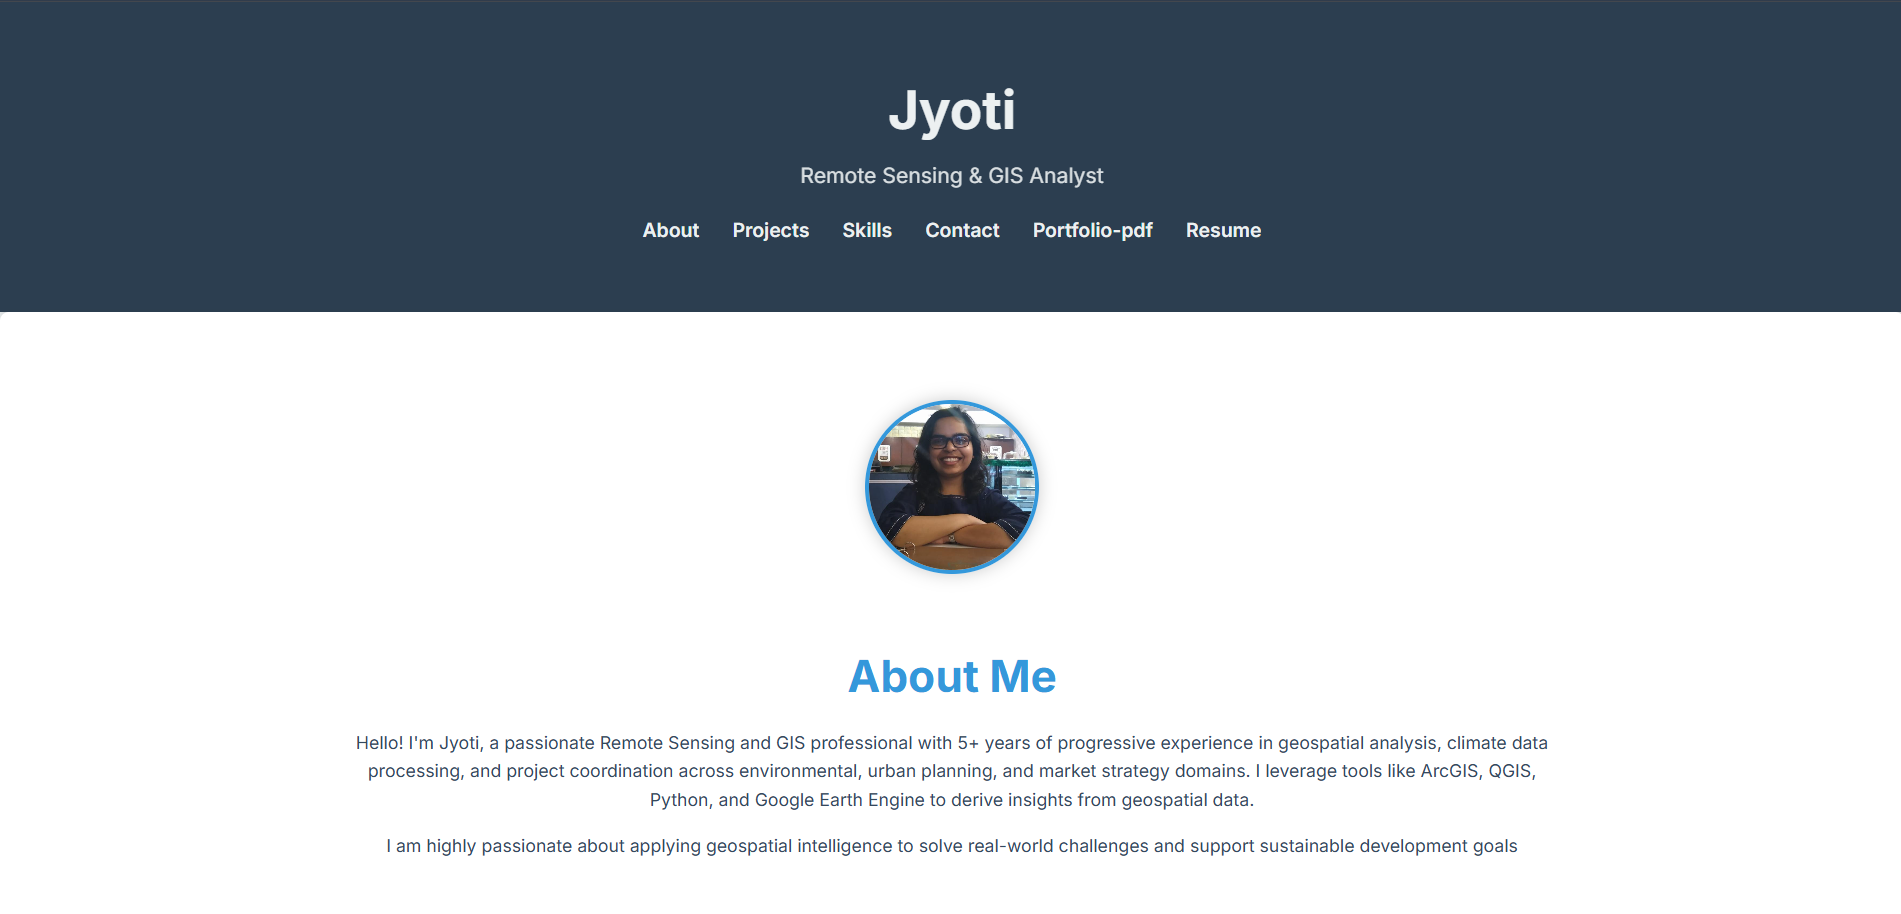 Jyoti
Remote Sensing & GIS Analyst
About Projects Skills Contact Portfolio-pdf Resume
About Me
Hello! I'm Jyoti, a passionate Remote Sensing and GIS professional with 5+ years of progressive experience in geospatial analysis, climate data
processing, and project coordination across environmental, urban planning, and market strategy domains. I leverage tools like ArcGIS, QGIS,
Python, and Google Earth Engine to derive insights from geospatial data.
I am highly passionate about applying geospatial intelligence to solve real-world challenges and support sustainable development goals